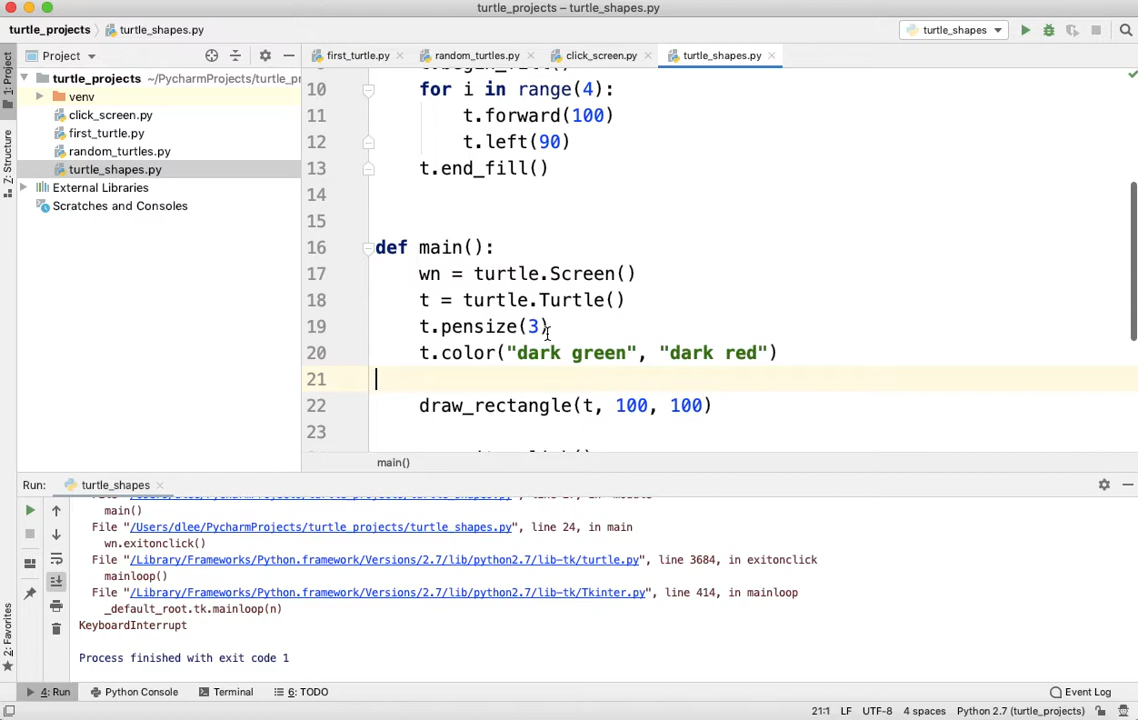 turtle_projects – turtle_shapes.py
turtle_projects turtle_shapes.py turtle_shapes
Project first_turtle.py random_turtles.py click_screen.py turtle_shapes.py
1: Project
7: Structure
2: Favorites
turtle_projects ~/PycharmProjects/turtle_pr
venv
click_screen.py
first_turtle.py
random_turtles.py
turtle_shapes.py
External Libraries
Scratches and Consoles
10 for i in range(4):
11 t.forward(100)
12 t.left(90)
13 t.end_fill()
14
15
16 def main():
17 wn = turtle.Screen()
18 t = turtle.Turtle()
19 t.pensize(3)
20 t.color("dark green", "dark red")
21
22 draw_rectangle(t, 100, 100)
23
main()
Run: turtle_shapes
main()
File "/Users/dlee/PycharmProjects/turtle_projects/turtle_shapes.py", line 24, in main
wn.exitonclick()
File "/Library/Frameworks/Python.framework/Versions/2.7/lib/python2.7/lib-tk/turtle.py", line 3684, in exitonclick
mainloop()
File "/Library/Frameworks/Python.framework/Versions/2.7/lib/python2.7/lib-tk/Tkinter.py", line 414, in mainloop
_default_root.tk.mainloop(n)
KeyboardInterrupt
Process finished with exit code 1
4: Run Python Console Terminal 6: TODO Event Log
21:1 LF UTF-8 4 spaces Python 2.7 (turtle_projects)